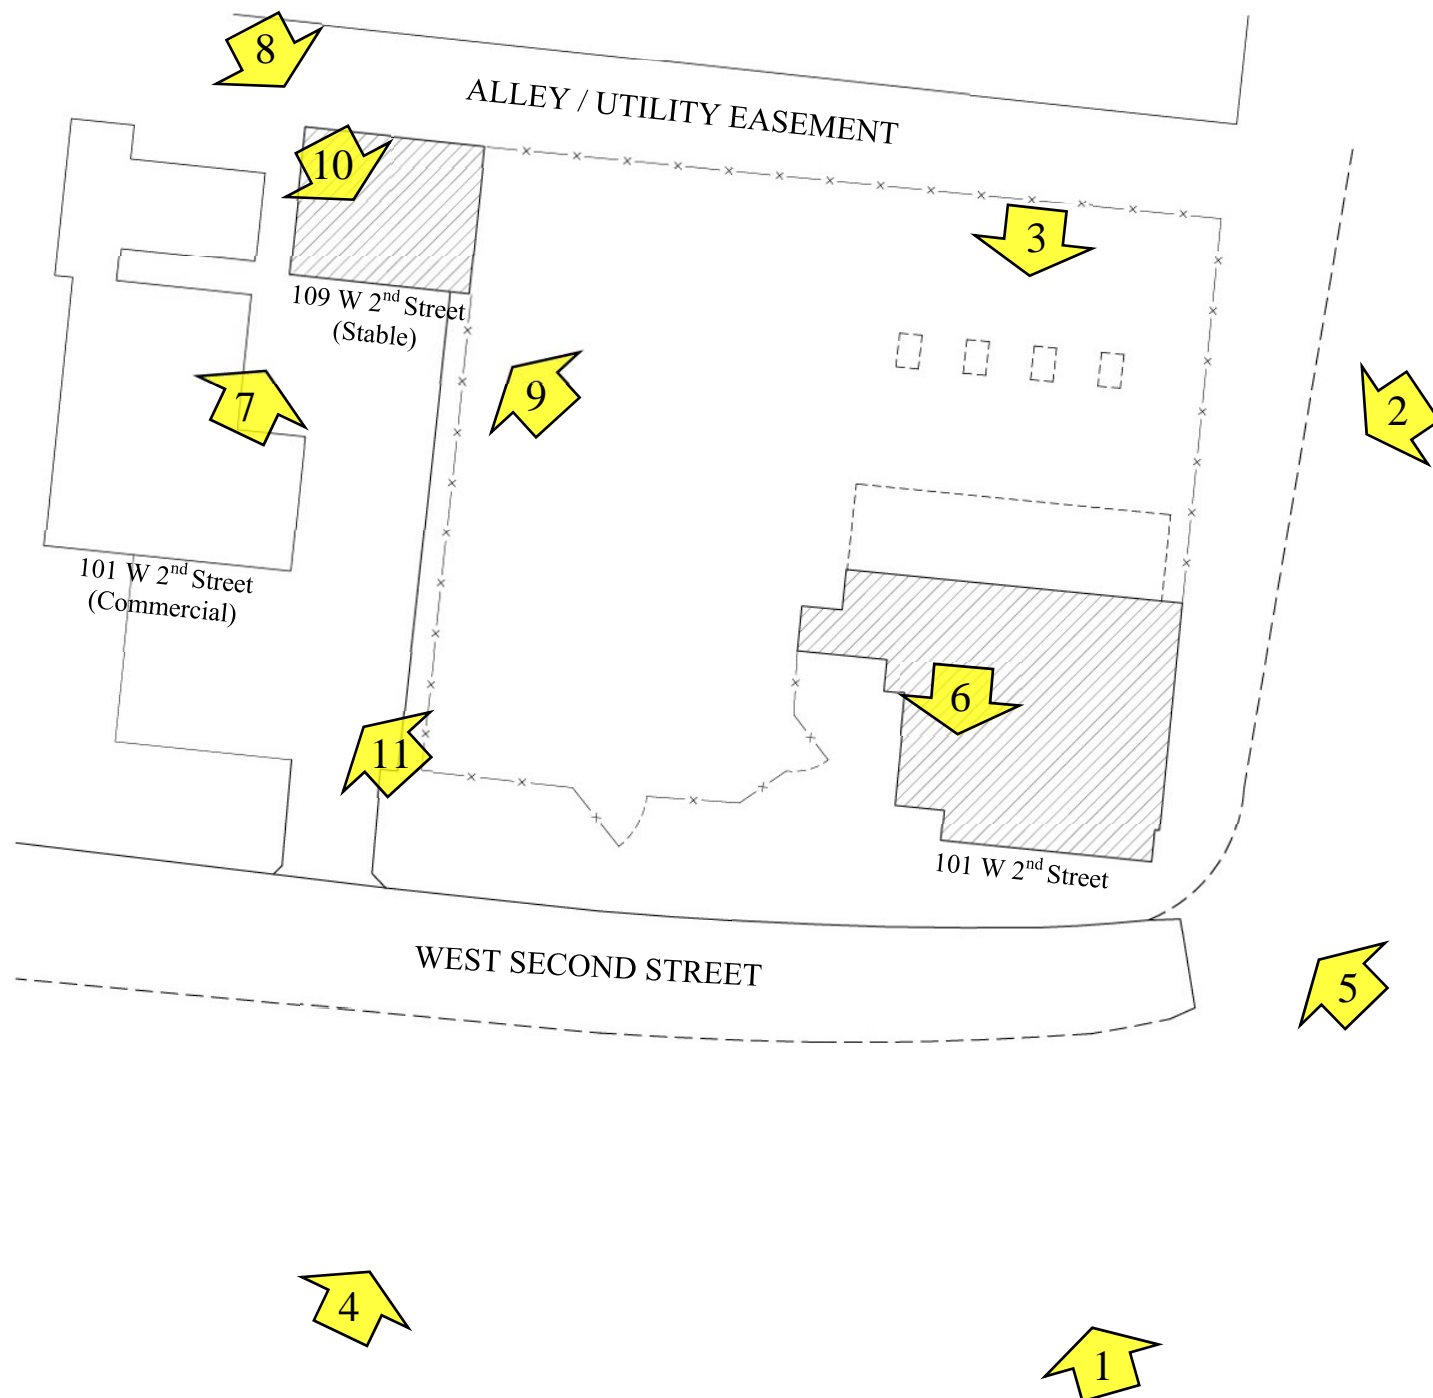 8
ALLEY / UTILITY EASEMENT
10
3
109 W 2nd Street
(Stable)
2
9
7
101 W 2nd Street
(Commercial)
6
11
101 W 2nd Street
WEST SECOND STREET
5
4
1